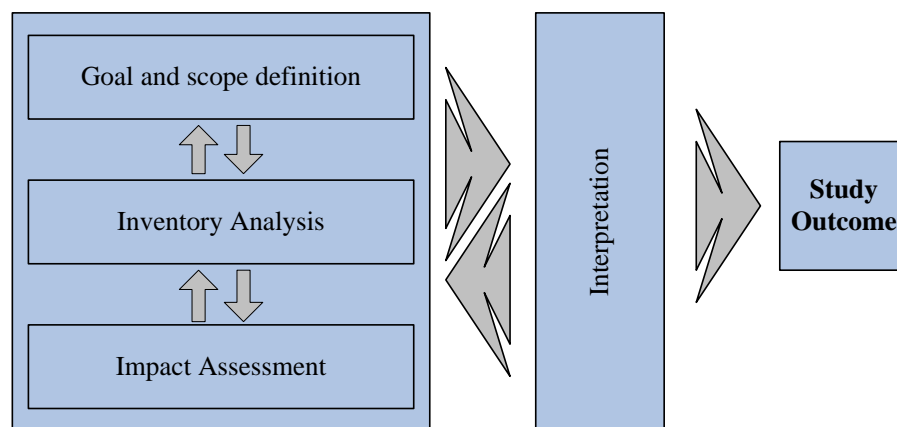 Goal and scope definition
Inventory Analysis
Impact Assessment
Interpretation
Study
Outcome